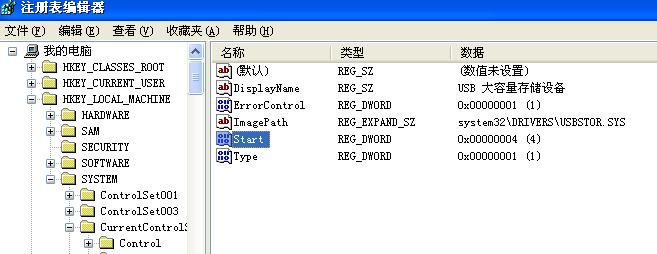 注册表编辑器
文件(F) 编辑(E) 查看(V) 收藏夹(A) 帮助(H)
我的电脑
HKEY_CLASSES_ROOT
HKEY_CURRENT_USER
HKEY_LOCAL_MACHINE
HARDWARE
SAM
SECURITY
SOFTWARE
SYSTEM
ControlSet001
ControlSet003
CurrentControlS
Control
名称 类型 数据
(默认) REG_SZ (数值未设置)
DisplayName REG_SZ USB 大容量存储设备
ErrorControl REG_DWORD 0x00000001 (1)
ImagePath REG_EXPAND_SZ system32\DRIVERS\USBSTOR.SYS
Start REG_DWORD 0x00000004 (4)
Type REG_DWORD 0x00000001 (1)